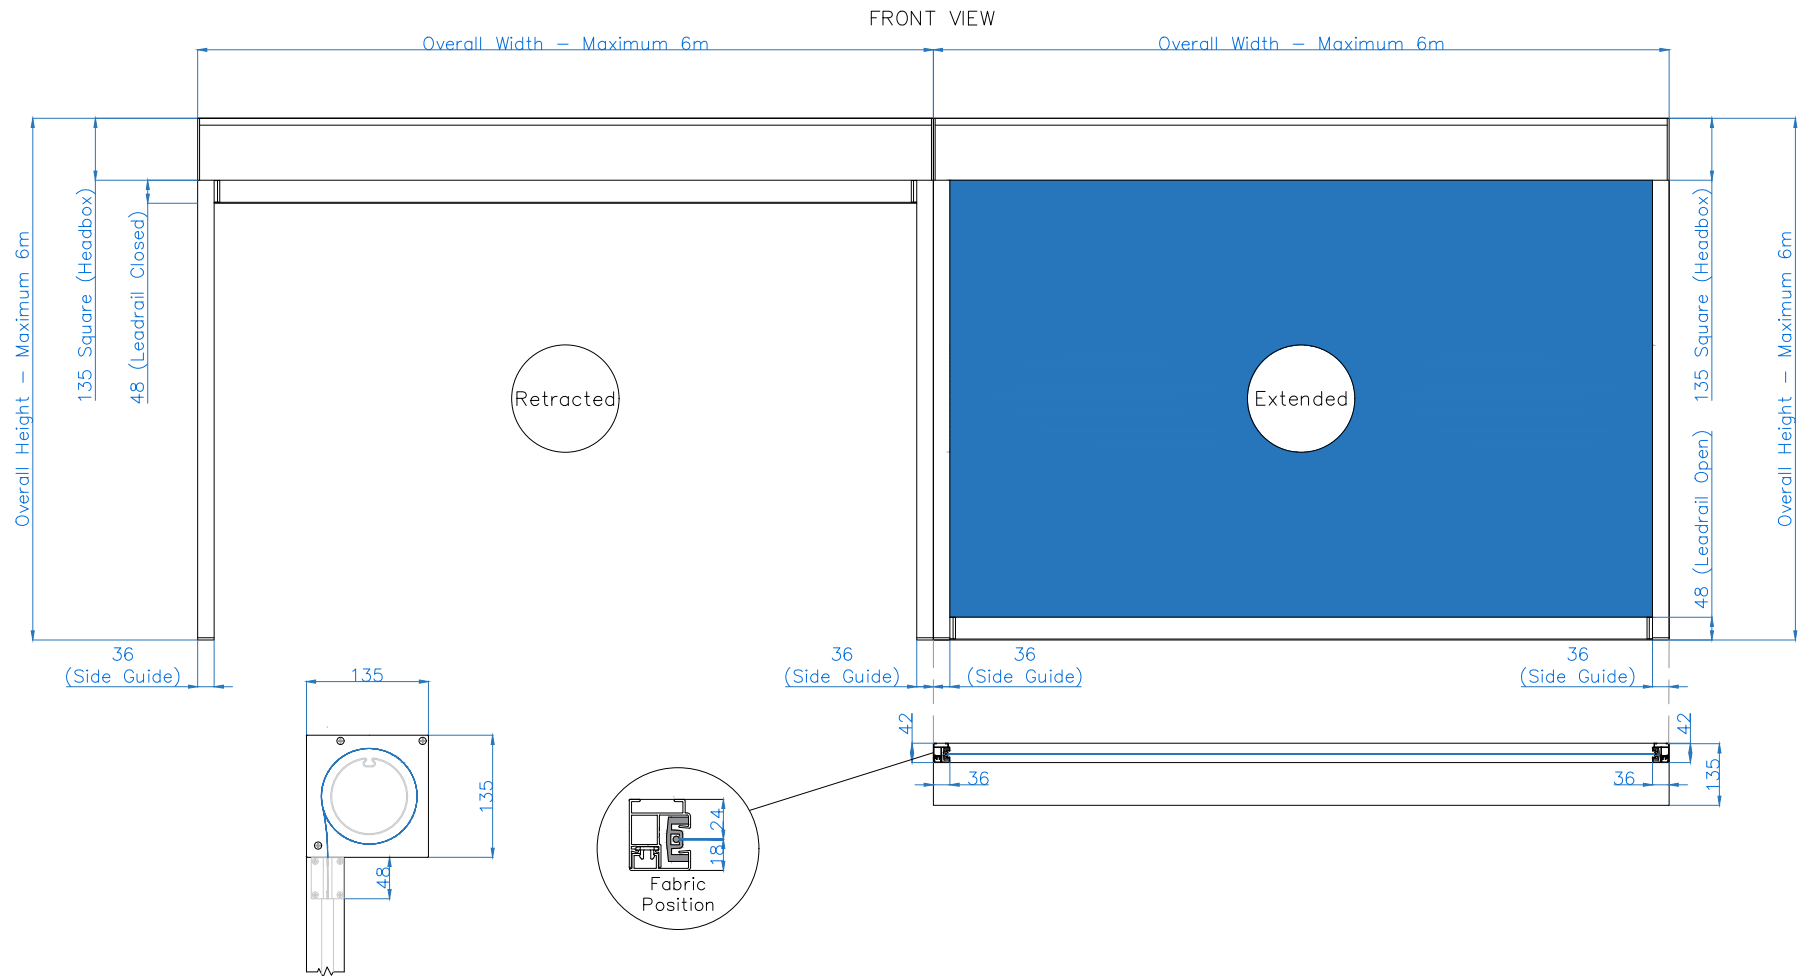 FRONT VIEW
Overall Width – Maximum 6m
Overall Width – Maximum 6m
Overall Height – Maximum 6m
135 Square (Headbox)
48 (Leadrail Closed)
Retracted
Extended
135 Square (Headbox)
48 (Leadrail Open)
Overall Height – Maximum 6m
36
(Side Guide)
36
(Side Guide)
36
(Side Guide)
36
(Side Guide)
135
135
48
24
18
Fabric
Position
42
36
36
42
135